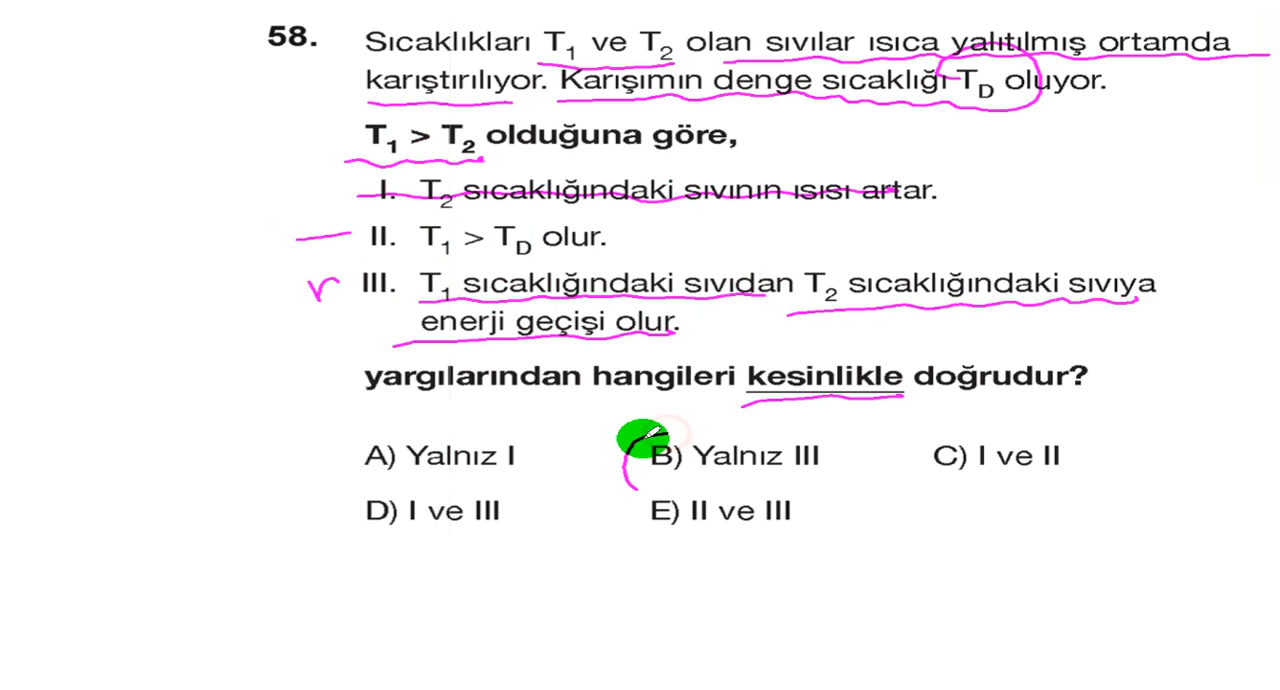 58. Sıcaklıkları T₁ ve T₂ olan sıvılar ısıca yalıtılmış ortamda
karıştırılıyor. Karışımın denge sıcaklığı T_D oluyor.
T₁ > T₂ olduğuna göre,
I. T₂ sıcaklığındaki sıvının ısısı artar.
II. T₁ > T_D olur.
III. T₁ sıcaklığındaki sıvıdan T₂ sıcaklığındaki sıvıya
enerji geçişi olur.
yargılarından hangileri kesinlikle doğrudur?
A) Yalnız I B) Yalnız III C) I ve II
D) I ve III E) II ve III